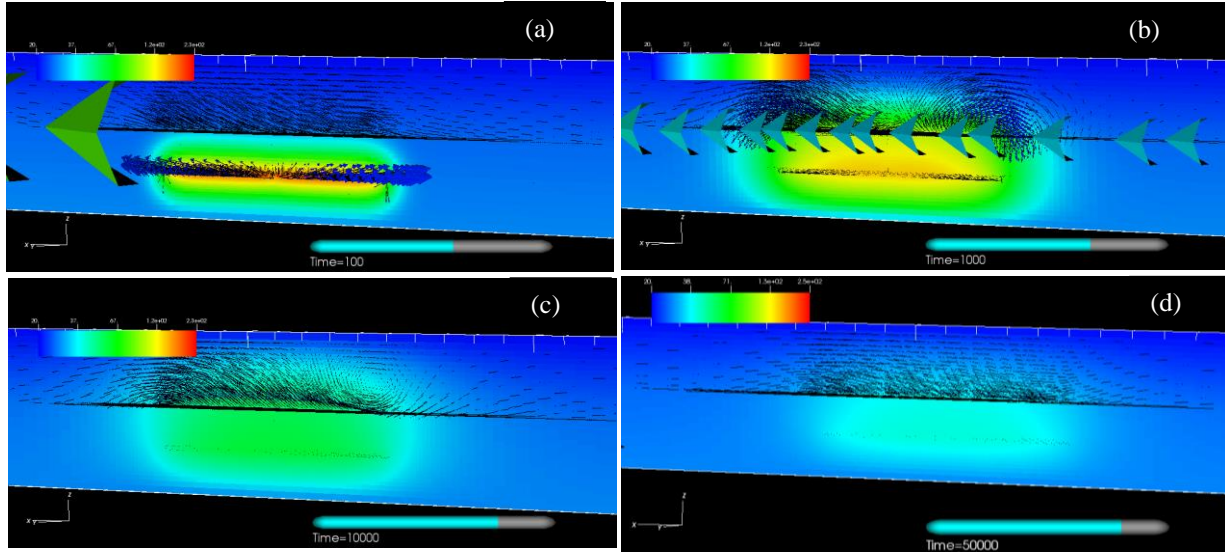 (a)
20. 37 67 1.2e+02 2.3e+02
z
x Y
Time=100
(b)
20. 37 67 1.2e+02 2.3e+02
z
x Y
Time=1000
(c)
20. 37 67 1.2e+02 2.3e+02
z
x Y
Time=10000
(d)
20 38 71 1.3e+02 2.5e+02
z
x Y
Time=50000